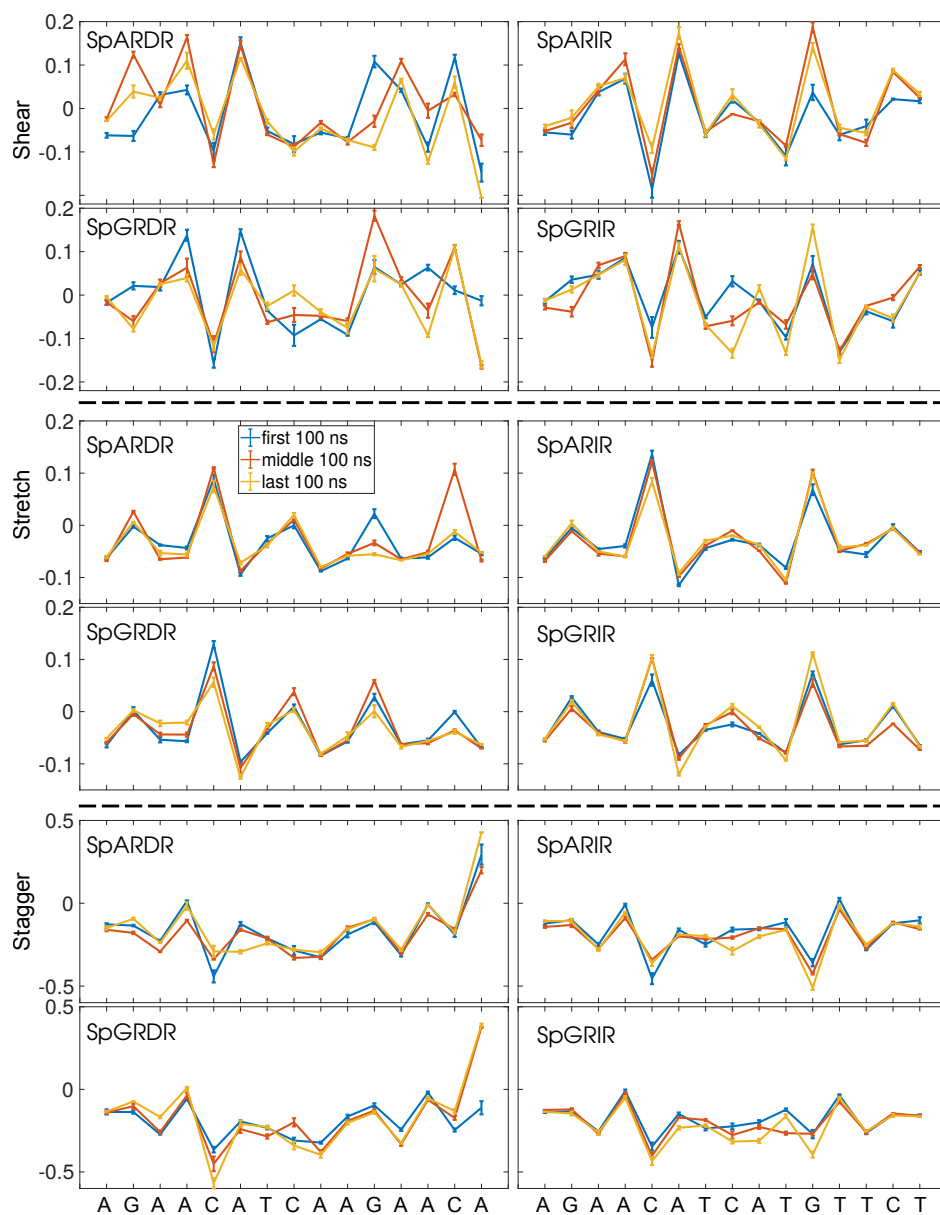 0.2
SpARDR SpARIR
0.1
Shear
0
-0.1
0.2
SpGRDR SpGRIR
0.1
0
-0.1
-0.2
0.2
SpARDR SpARIR
first 100 ns
middle 100 ns
last 100 ns
0.1
Stretch
0
-0.1
0.2
SpGRDR SpGRIR
0.1
0
-0.1
0.5
SpARDR SpARIR
0
Stagger
-0.5
0.5
SpGRDR SpGRIR
0
-0.5
A G A A C A T C A A G A A C A A G A A C A T C A T G T T C T